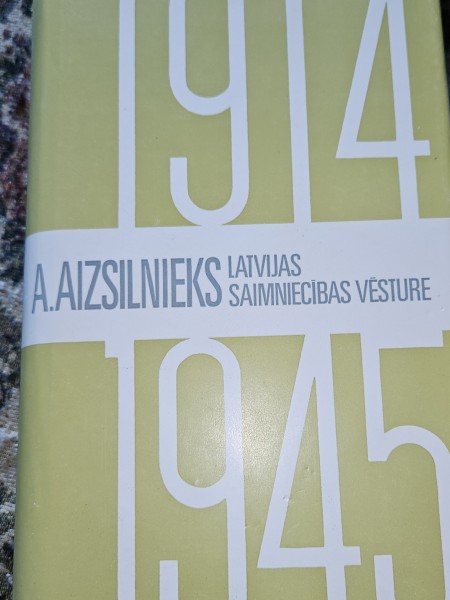 1914
A. AIZSILNIEKS
LATVIJAS
SAIMNIECĪBAS VĒSTURE
1945